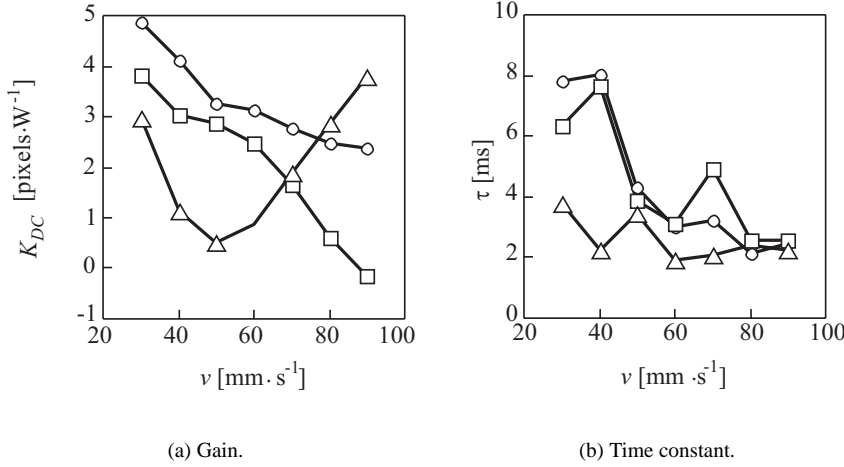 5
4
3
2
1
0
-1
20 40 60 80 100
K_DC [pixels·W^-1]
v [mm·s^-1]
(a) Gain.
10
8
6
4
2
0
20 40 60 80 100
τ [ms]
v [mm·s^-1]
(b) Time constant.